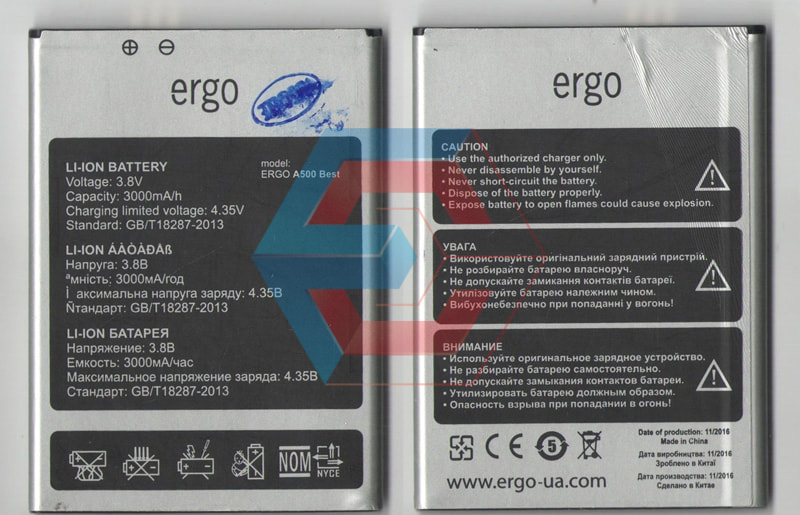 ergo
LI-ION BATTERY
Voltage: 3.8V
Capacity: 3000mA/h
Charging limited voltage: 4.35V
Standard: GB/T18287-2013
model:
ERGO A500 Best
LI-ION ÁÀÒÀÐÅß
Напруга: 3.8В
ªмність: 3000мА/год
Ì аксимальна напруга заряду: 4.35В
Ñтандарт: GB/T18287-2013
LI-ION БАТАРЕЯ
Напряжение: 3.8В
Емкость: 3000мА/час
Максимальное напряжение заряда: 4.35В
Стандарт: GB/T18287-2013
NOM
NYCE
ergo
CAUTION
• Use the authorized charger only.
• Never disassemble by yourself.
• Never short-circuit the battery.
• Dispose of the battery properly.
• Expose battery to open flames could cause explosion.
УВАГА
• Використовуйте оригінальний зарядний пристрій.
• Не розбирайте батарею власноруч.
• Не допускайте замикання контактів батареї.
• Утилізовуйте батарею належним чином.
• Вибухонебезпечно при попаданні у вогонь!
ВНИМАНИЕ
• Используйте оригинальное зарядное устройство.
• Не разбирайте батарею самостоятельно.
• Не допускайте замыкания контактов батареи.
• Утилизировать батарею должным образом.
• Опасность взрыва при попадании в огонь!
CE
5
Date of production: 11/2016
Made in China
Дата виробництва: 11/2016
Зроблено в Китаї
Дата производства: 11/2016
Сделано в Китае
www.ergo-ua.com